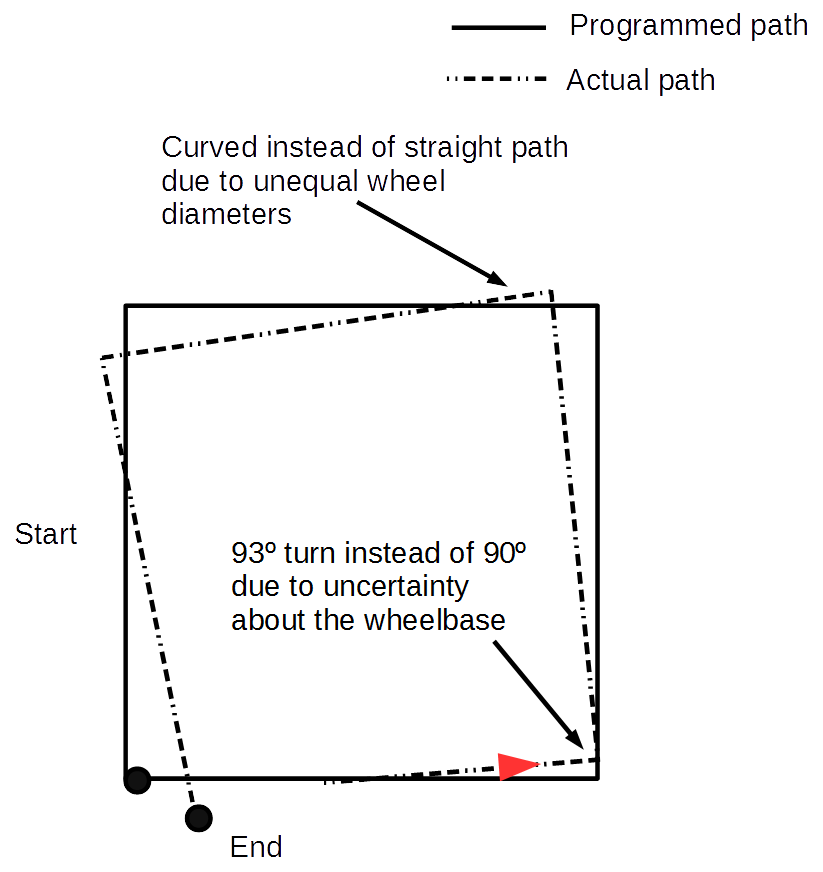 Programmed path
Actual path
Curved instead of straight path
due to unequal wheel
diameters
Start
93º turn instead of 90º
due to uncertainty
about the wheelbase
End